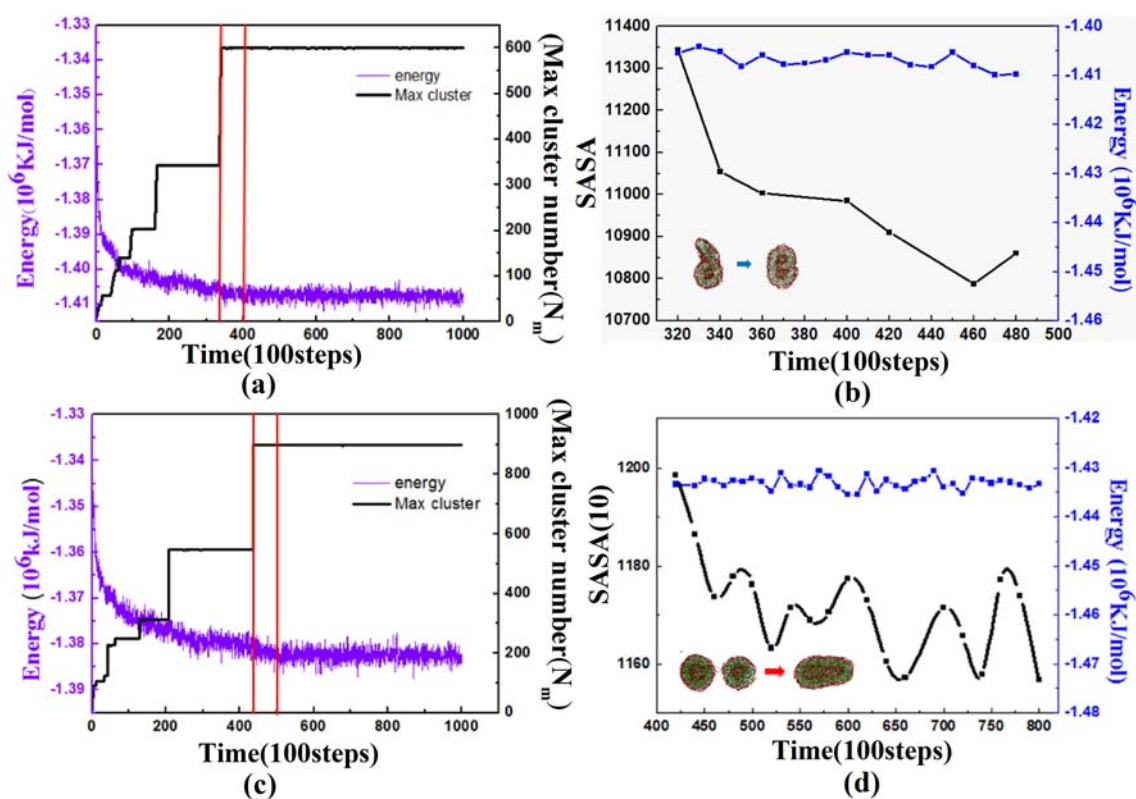 -1.33
-1.34
-1.35
-1.36
-1.37
-1.38
-1.39
-1.40
-1.41
Energy(10⁶KJ/mol)
energy
Max cluster
600
500
400
300
200
100
0
(Max cluster number(Nₘ)
0 200 400 600 800 1000
Time(100steps)
(a)
11400
11300
11200
11100
11000
10900
10800
10700
SASA
-1.40
-1.41
-1.42
-1.43
-1.44
-1.45
-1.46
Energy (10⁶KJ/mol)
320 340 360 380 400 420 440 460 480 500
Time(100steps)
(b)
-1.33
-1.34
-1.35
-1.36
-1.37
-1.38
-1.39
Energy (10⁶kJ/mol)
energy
Max cluster
1000
800
600
400
200
0
(Max cluster number(Nₘ)
0 200 400 600 800 1000
Time(100steps)
(c)
1200
1180
1160
SASA(10)
-1.42
-1.43
-1.44
-1.45
-1.46
-1.47
-1.48
Energy (10⁶KJ/mol)
400 450 500 550 600 650 700 750 800
Time(100steps)
(d)